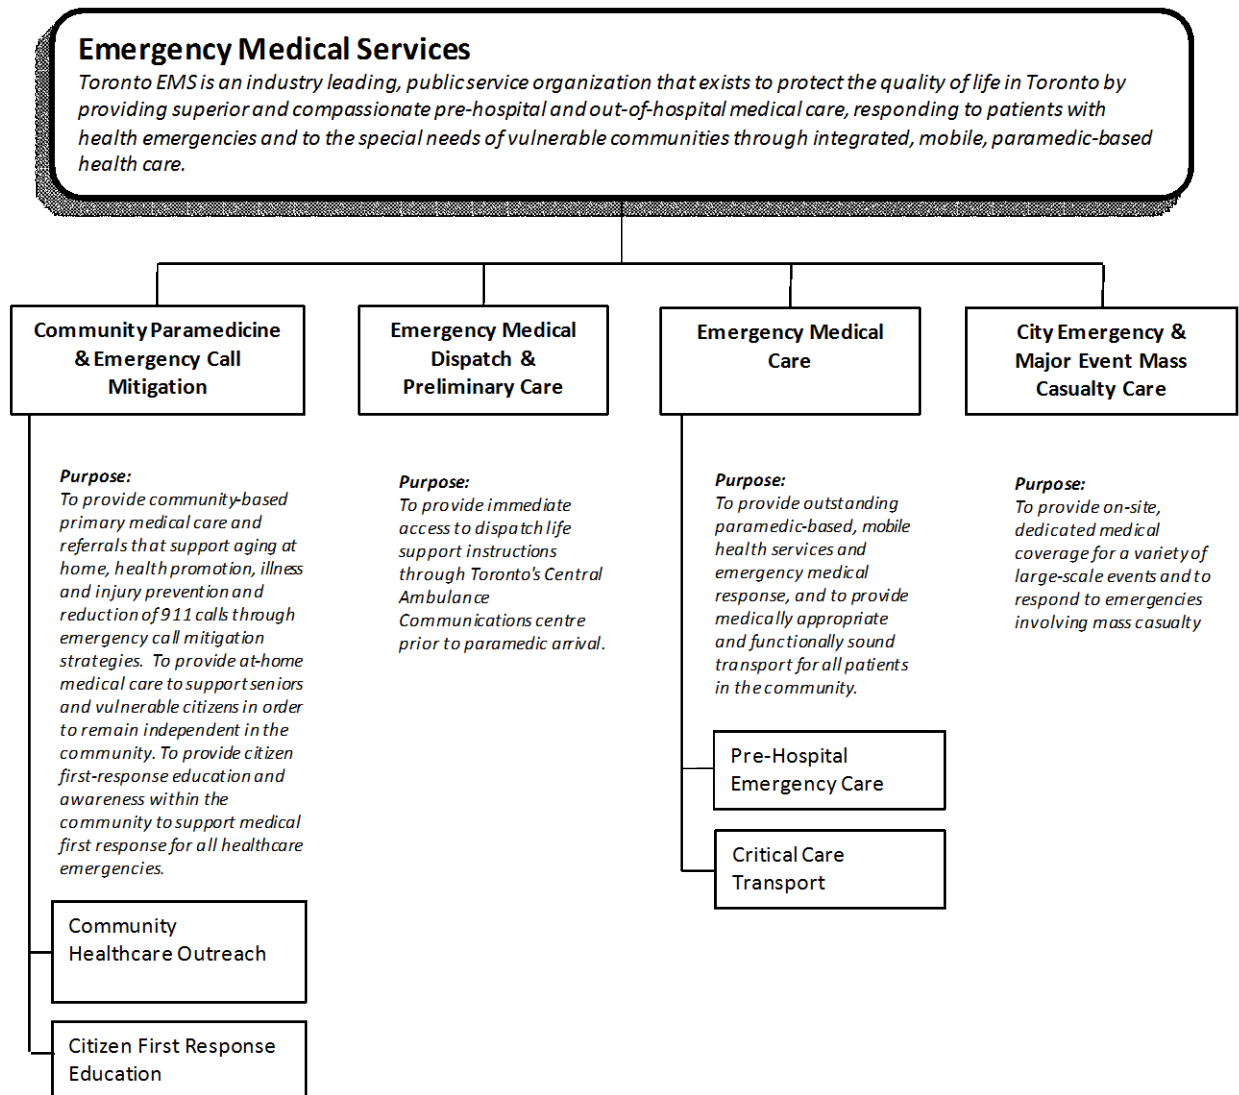 Emergency Medical Services
Toronto EMS is an industry leading, public service organization that exists to protect the quality of life in Toronto by
providing superior and compassionate pre-hospital and out-of-hospital medical care, responding to patients with
health emergencies and to the special needs of vulnerable communities through integrated, mobile, paramedic-based
health care.
Community Paramedicine
& Emergency Call
Mitigation
Emergency Medical
Dispatch &
Preliminary Care
Emergency Medical
Care
City Emergency &
Major Event Mass
Casualty Care
Purpose:
To provide community-based
primary medical care and
referrals that support aging at
home, health promotion, illness
and injury prevention and
reduction of 911 calls through
emergency call mitigation
strategies. To provide at-home
medical care to support seniors
and vulnerable citizens in order
to remain independent in the
community. To provide citizen
first-response education and
awareness within the
community to support medical
first response for all healthcare
emergencies.
Purpose:
To provide immediate
access to dispatch life
support instructions
through Toronto's Central
Ambulance
Communications centre
prior to paramedic arrival.
Purpose:
To provide outstanding
paramedic-based, mobile
health services and
emergency medical
response, and to provide
medically appropriate
and functionally sound
transport for all patients
in the community.
Purpose:
To provide on-site,
dedicated medical
coverage for a variety of
large-scale events and to
respond to emergencies
involving mass casualty
Pre-Hospital
Emergency Care
Critical Care
Transport
Community
Healthcare Outreach
Citizen First Response
Education